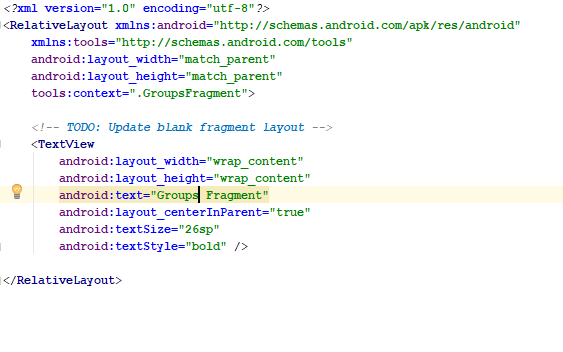 <?xml version="1.0" encoding="utf-8"?>
<RelativeLayout xmlns:android="http://schemas.android.com/apk/res/android"
    xmlns:tools="http://schemas.android.com/tools"
    android:layout_width="match_parent"
    android:layout_height="match_parent"
    tools:context=".GroupsFragment">

    <!-- TODO: Update blank fragment layout -->
    <TextView
        android:layout_width="wrap_content"
        android:layout_height="wrap_content"
        android:text="Groups Fragment"
        android:layout_centerInParent="true"
        android:textSize="26sp"
        android:textStyle="bold" />

</RelativeLayout>